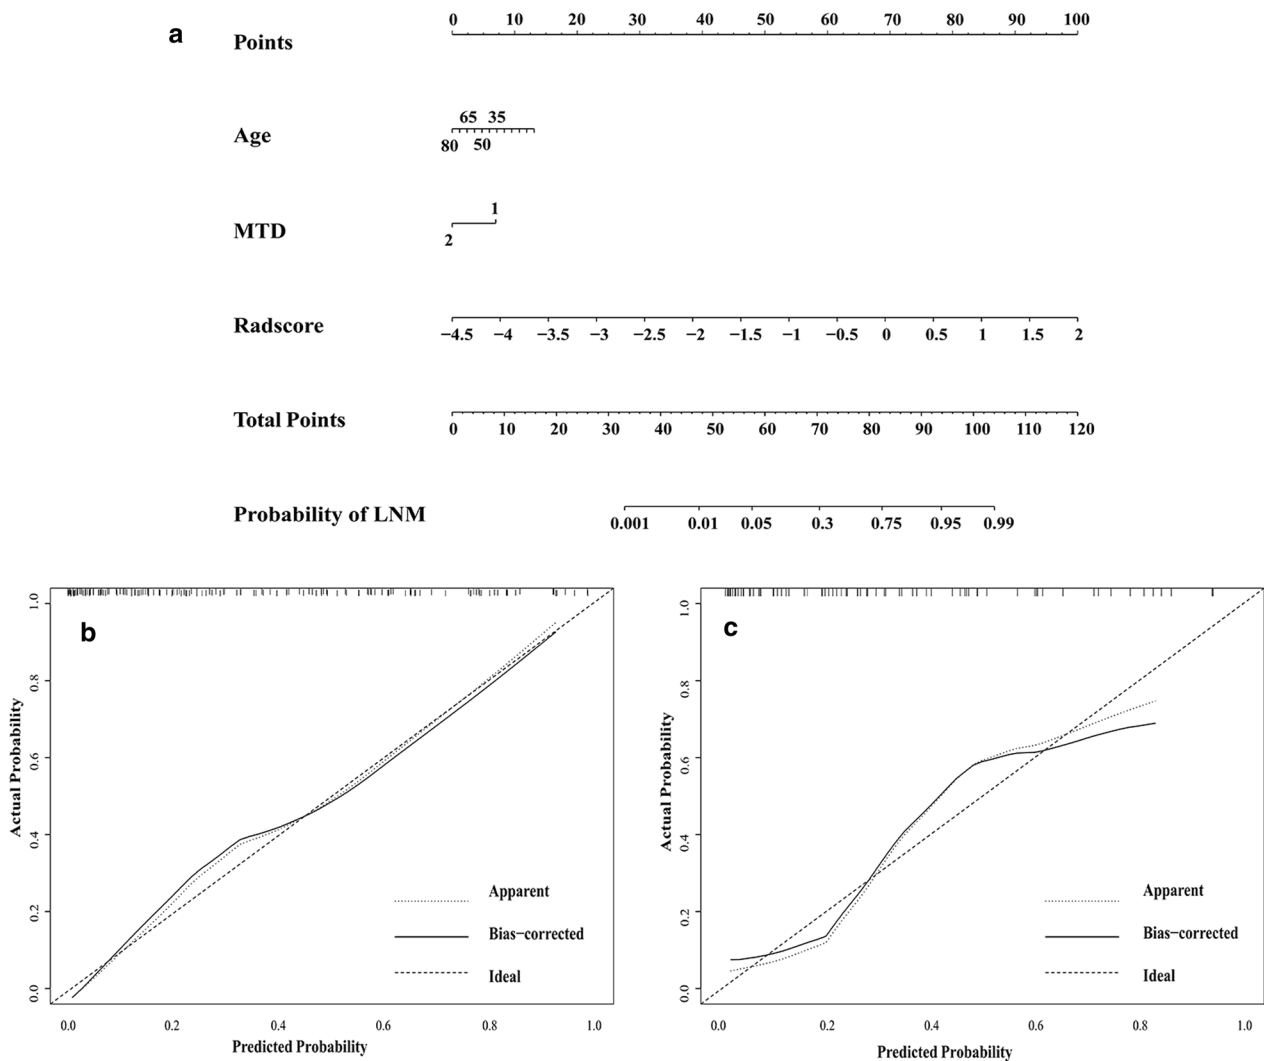 a
Points
0 10 20 30 40 50 60 70 80 90 100
Age
65 35
80 50
MTD
1
2
Radscore
−4.5 −4 −3.5 −3 −2.5 −2 −1.5 −1 −0.5 0 0.5 1 1.5 2
Total Points
0 10 20 30 40 50 60 70 80 90 100 110 120
Probability of LNM
0.001 0.01 0.05 0.3 0.75 0.95 0.99
b
Actual Probability
1.0
0.8
0.6
0.4
0.2
0.0
Apparent
Bias−corrected
Ideal
0.0 0.2 0.4 0.6 0.8 1.0
Predicted Probability
c
Actual Probability
1.0
0.8
0.6
0.4
0.2
0.0
Apparent
Bias−corrected
Ideal
0.0 0.2 0.4 0.6 0.8 1.0
Predicted Probability